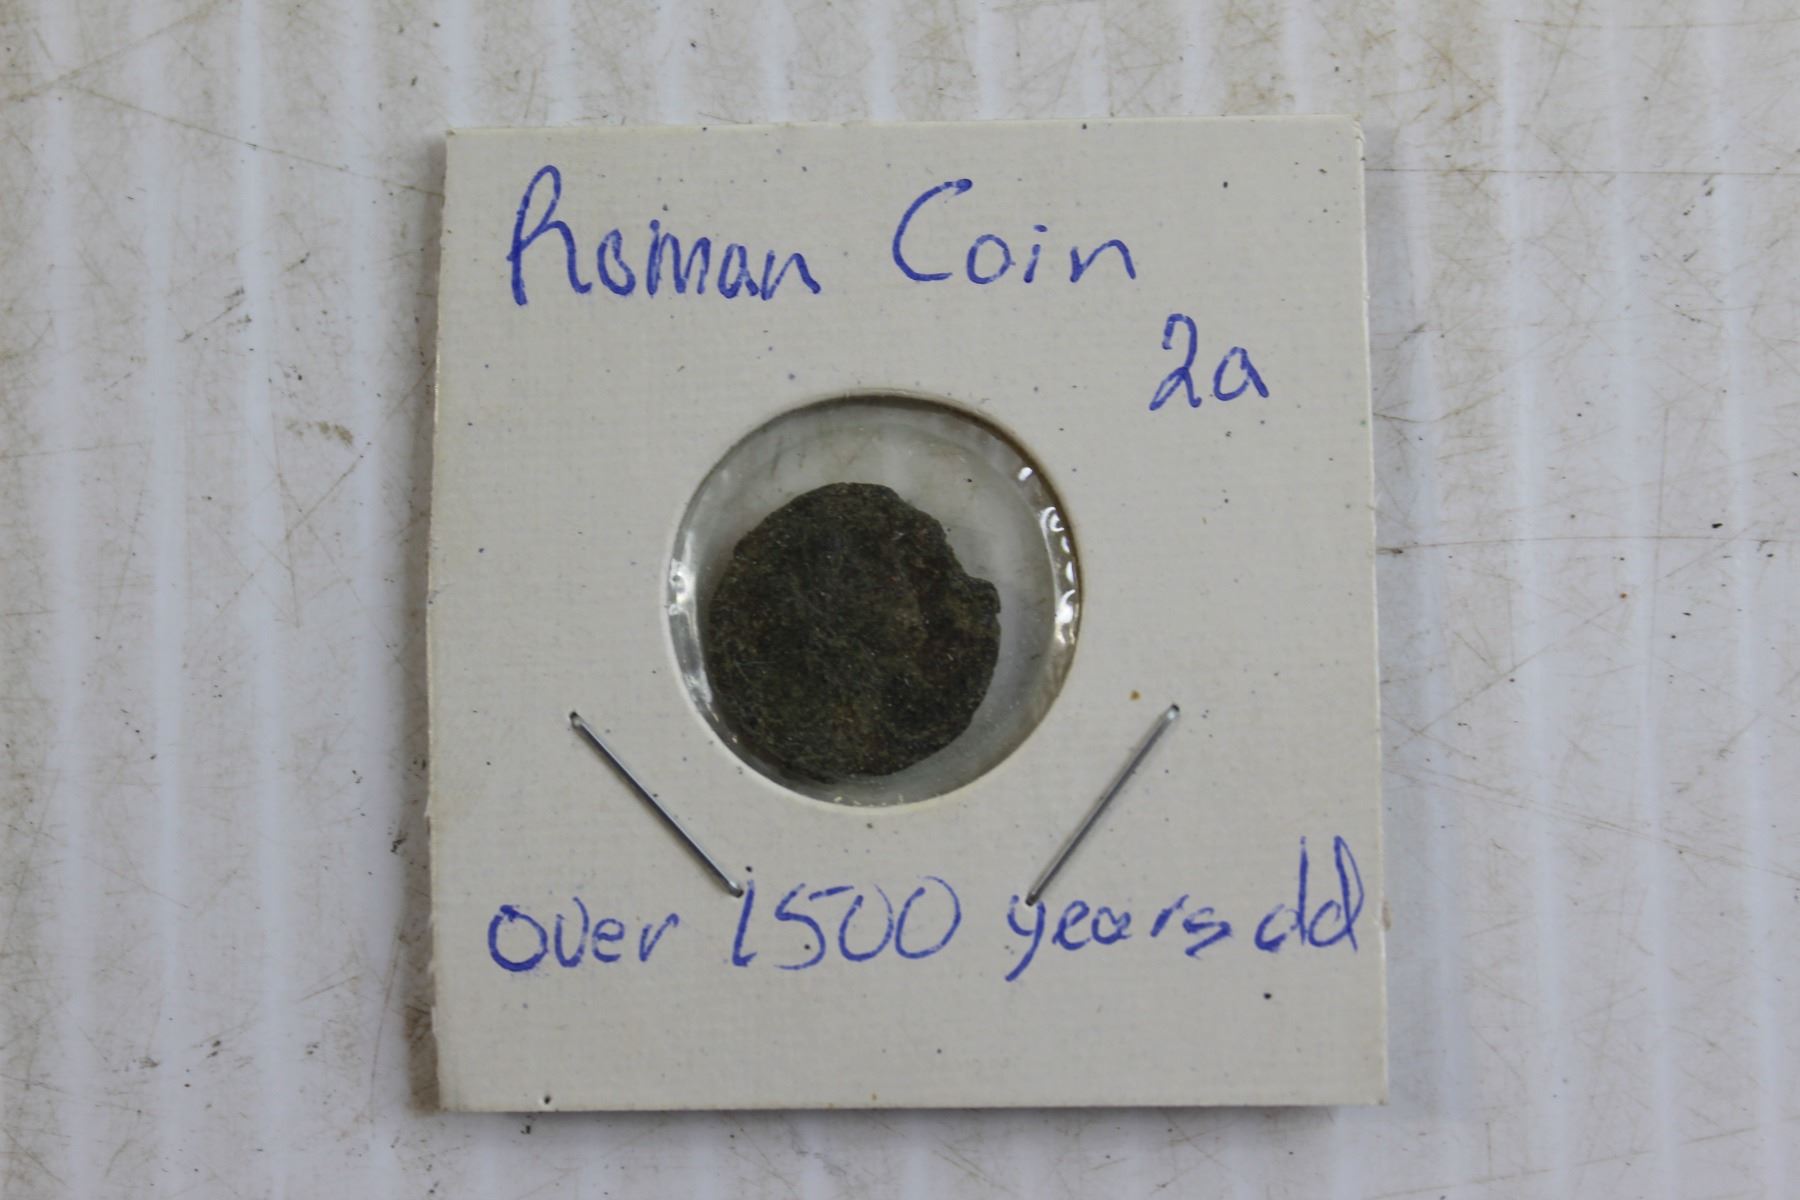 Roman Coin
2a
over 1500 years old